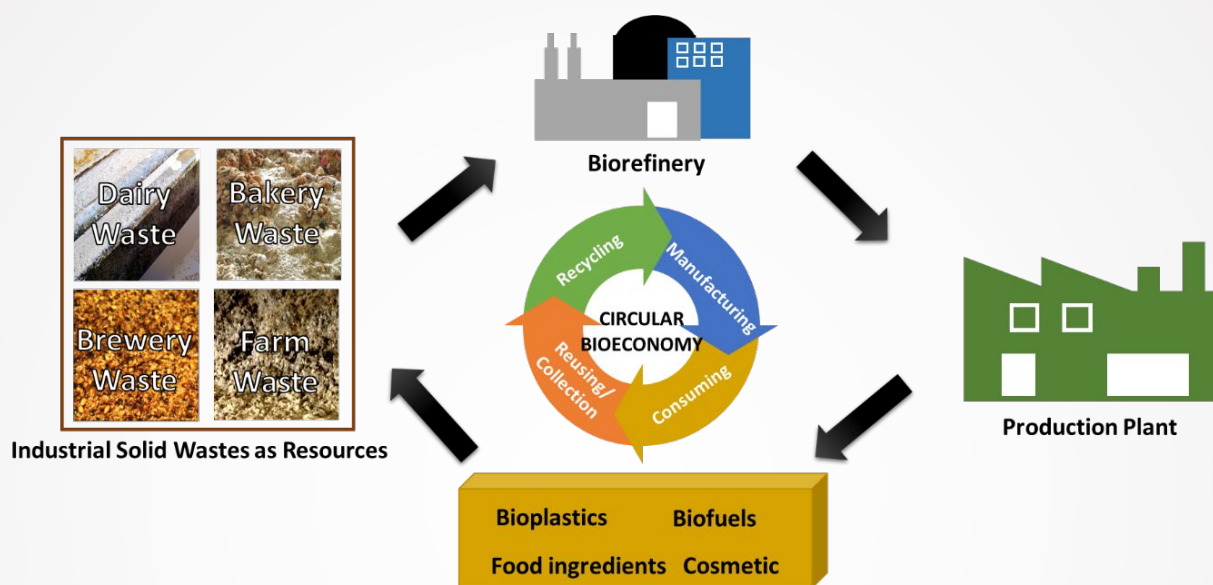 Biorefinery
Dairy
Waste
Bakery
Waste
Brewery
Waste
Farm
Waste
Industrial Solid Wastes as Resources
Recycling
Manufacturing
CIRCULAR
BIOECONOMY
Reusing/
Collection
Consuming
Production Plant
Bioplastics
Biofuels
Food ingredients
Cosmetic